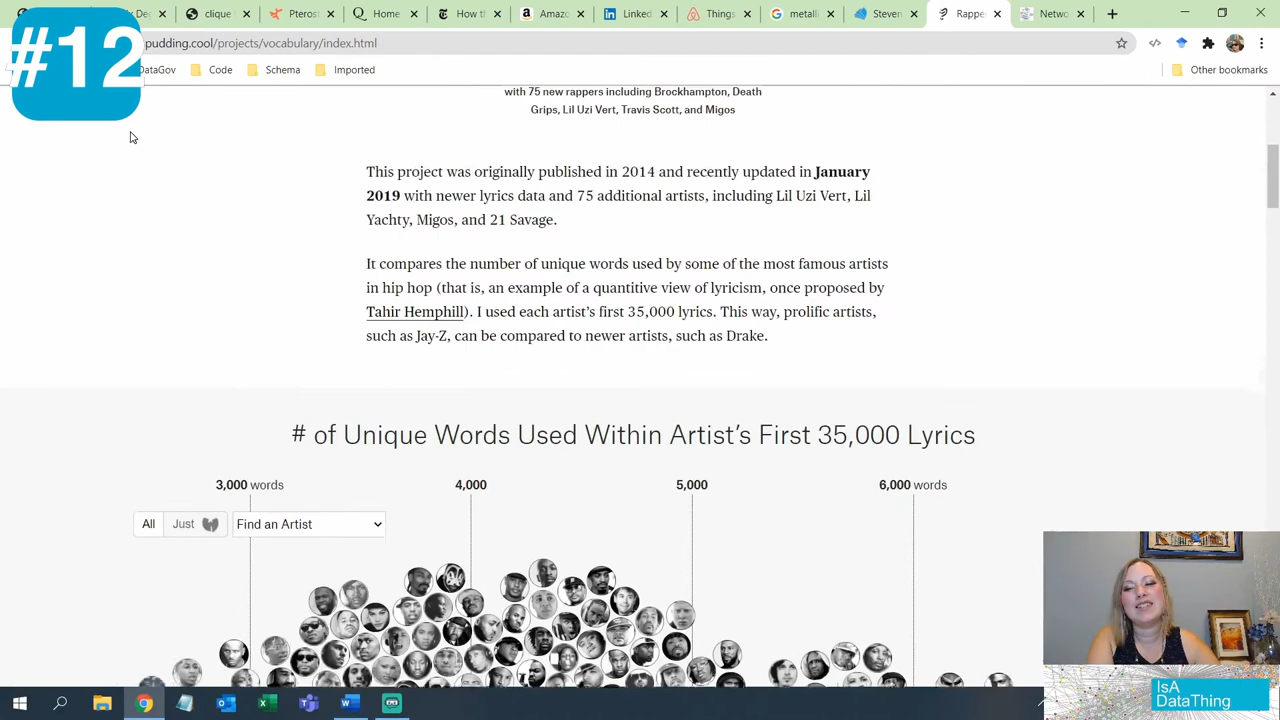 #12
clique
Pteros
Home
How th
Amazo
Linked
Things
metalli
Steven
Rappe
Netwo
pudding.cool/projects/vocabulary/index.html
DataGov
Code
Schema
Imported
Other bookmarks
with 75 new rappers including Brockhampton, Death
Grips, Lil Uzi Vert, Travis Scott, and Migos
This project was originally published in 2014 and recently updated in January
2019 with newer lyrics data and 75 additional artists, including Lil Uzi Vert, Lil
Yachty, Migos, and 21 Savage.
It compares the number of unique words used by some of the most famous artists
in hip hop (that is, an example of a quantitive view of lyricism, once proposed by
Tahir Hemphill). I used each artist's first 35,000 lyrics. This way, prolific artists,
such as Jay-Z, can be compared to newer artists, such as Drake.
# of Unique Words Used Within Artist's First 35,000 Lyrics
3,000 words
4,000
5,000
6,000 words
All
Just
Find an Artist
IsA
DataThing